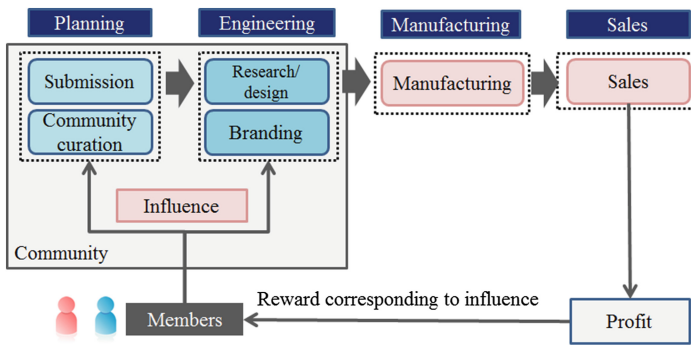 Planning
Engineering
Manufacturing
Sales
Submission
Community
curation
Research/
design
Branding
Manufacturing
Sales
Influence
Community
Members
Reward corresponding to influence
Profit